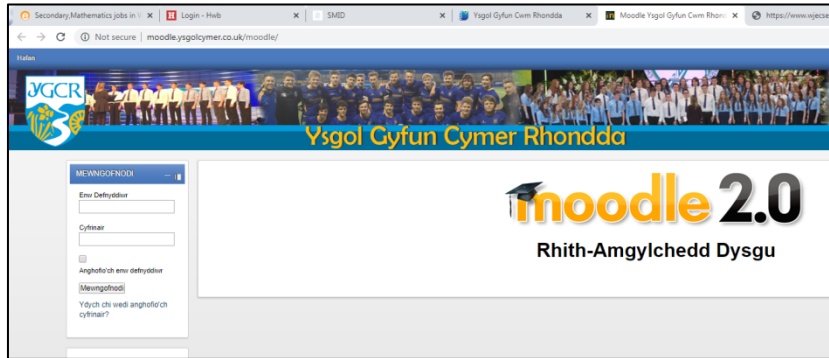 Secondary,Mathematics jobs in
Login - Hwb
SMID
Ysgol Gyfun Cwm Rhondda
Moodle Ysgol Gyfun Cwm Rhon
https://www.wjecse
Not secure | moodle.ysgolcymer.co.uk/moodle/
Italian
YGCR
Ysgol Gyfun Cymer Rhondda
MEWNGOFNODI
Enw Defnyddiwr
Cyfrinair
Anghofio'ch enw defnyddiwr
Mewngofnodi
Ydych chi wedi anghofio'ch
cyfrinair?
moodle 2.0
Rhith-Amgylchedd Dysgu